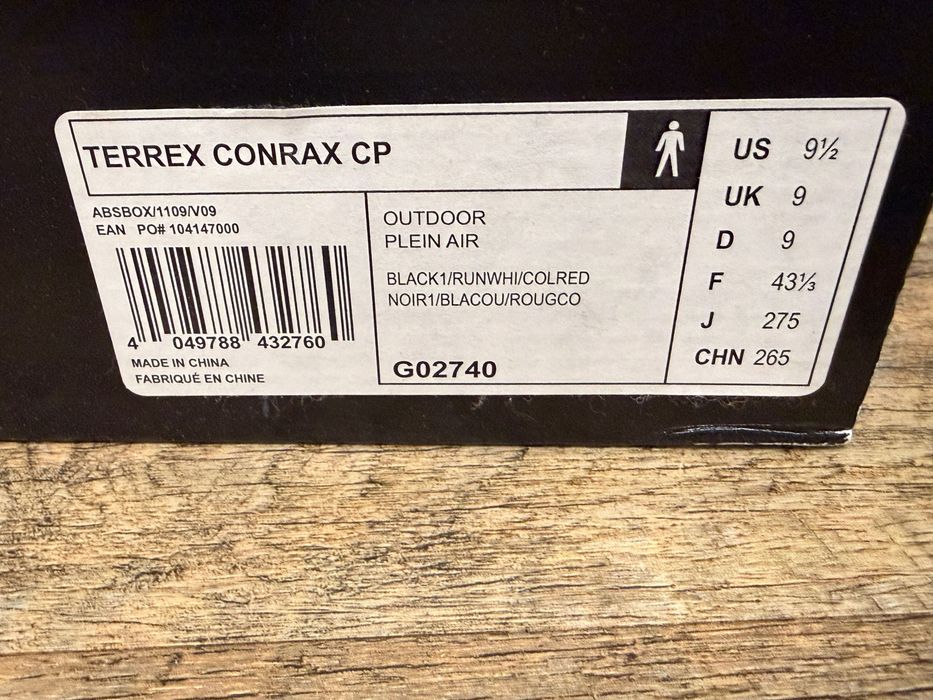 TERREX CONRAX CP
ABSBOX/1109/V09
EAN PO# 104147000
4 049788 432760
MADE IN CHINA
FABRIQUÉ EN CHINE
OUTDOOR
PLEIN AIR
BLACK1/RUNWHI/COLRED
NOIR1/BLACOU/ROUGCO
G02740
US 9½
UK 9
D 9
F 43⅓
J 275
CHN 265